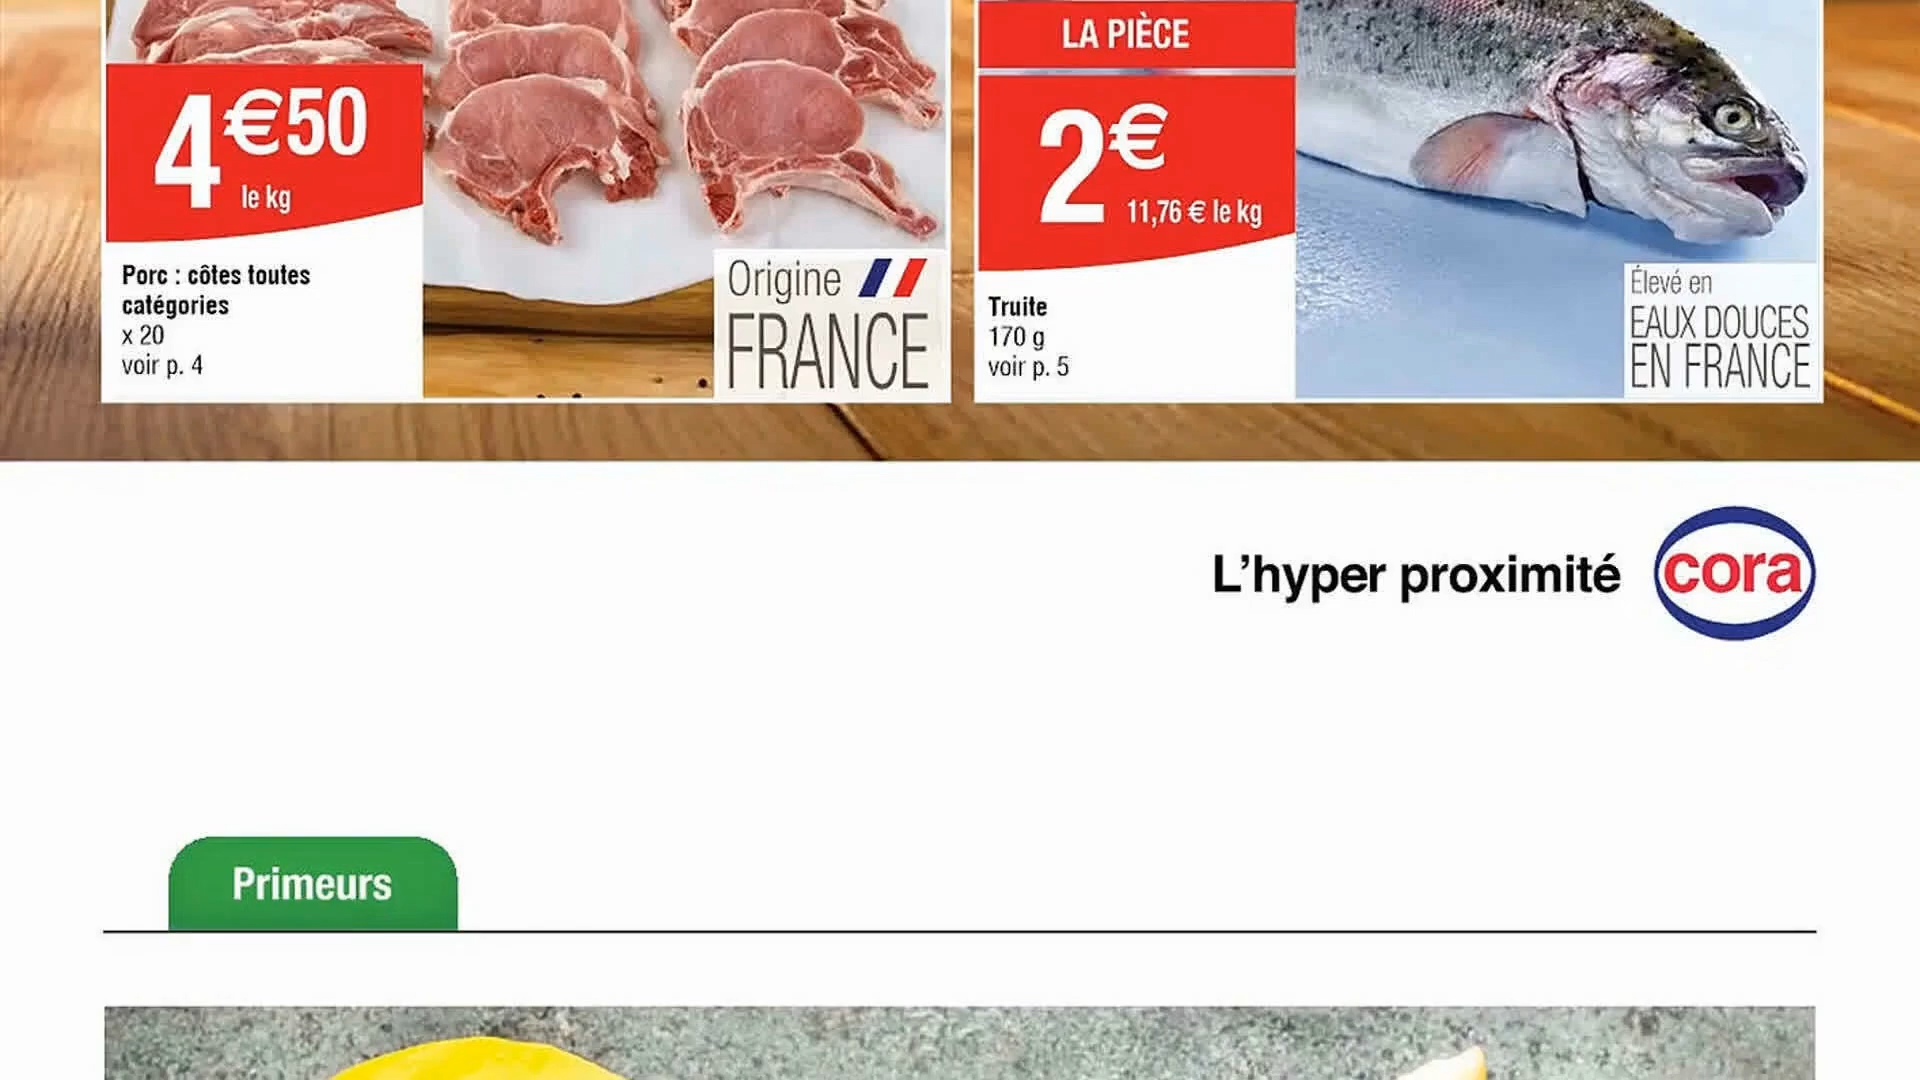 4€50
le kg
Porc : côtes toutes
catégories
x 20
voir p. 4
Origine
FRANCE
LA PIÈCE
2€
11,76 € le kg
Truite
170 g
voir p. 5
Élevé en
EAUX DOUCES
EN FRANCE
L'hyper proximité
cora
Primeurs